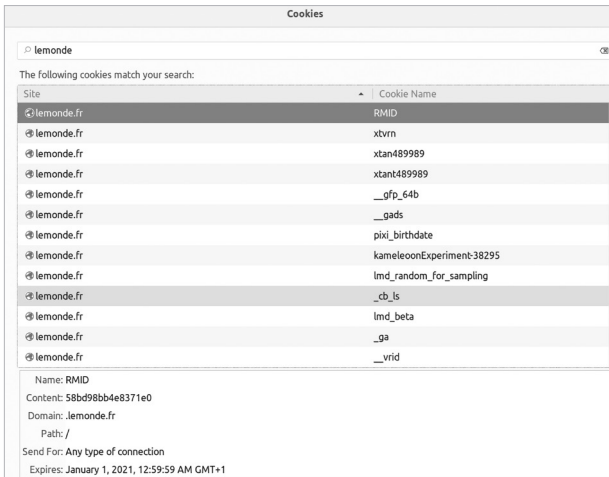 Cookies
lemonde
The following cookies match your search:
Site Cookie Name
lemonde.fr RMID
lemonde.fr xtvrn
lemonde.fr xtan489989
lemonde.fr xtant489989
lemonde.fr __gfp_64b
lemonde.fr __gads
lemonde.fr pixi_birthdate
lemonde.fr kameleoonExperiment-38295
lemonde.fr lmd_random_for_sampling
lemonde.fr _cb_ls
lemonde.fr lmd_beta
lemonde.fr _ga
lemonde.fr __vrid
Name: RMID
Content: 58bd98bb4e8371e0
Domain: .lemonde.fr
Path: /
Send For: Any type of connection
Expires: January 1, 2021, 12:59:59 AM GMT+1